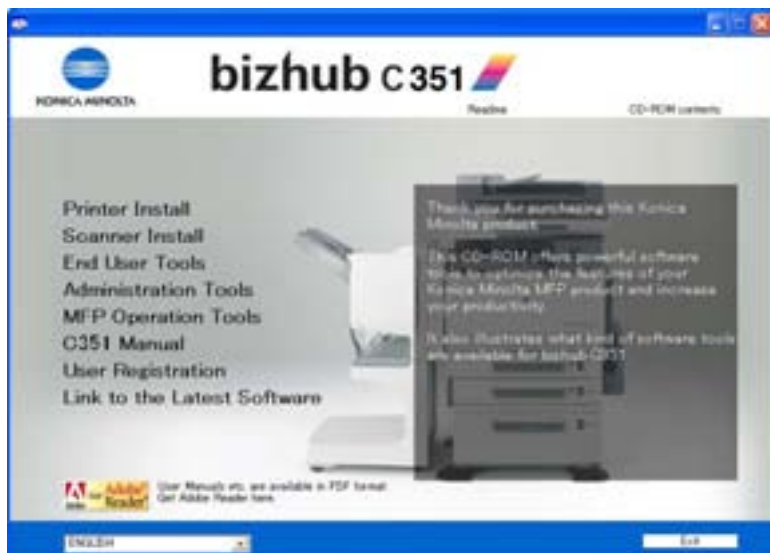 KONICA MINOLTA
bizhub C 351
Readme
CD-ROM contents
Printer Install
Scanner Install
End User Tools
Administration Tools
MFP Operation Tools
C351 Manual
User Registration
Link to the Latest Software
Thank you for purchasing this Konica
Minolta product.
This CD-ROM offers powerful software
tools to optimize the features of your
Konica Minolta MFP product and increase
your productivity.
It also illustrates what kind of software tools
are available for bizhub C351
Get Adobe
Reader
User Manuals etc. are available in PDF format
Get Adobe Reader here.
ENGLISH
Exit